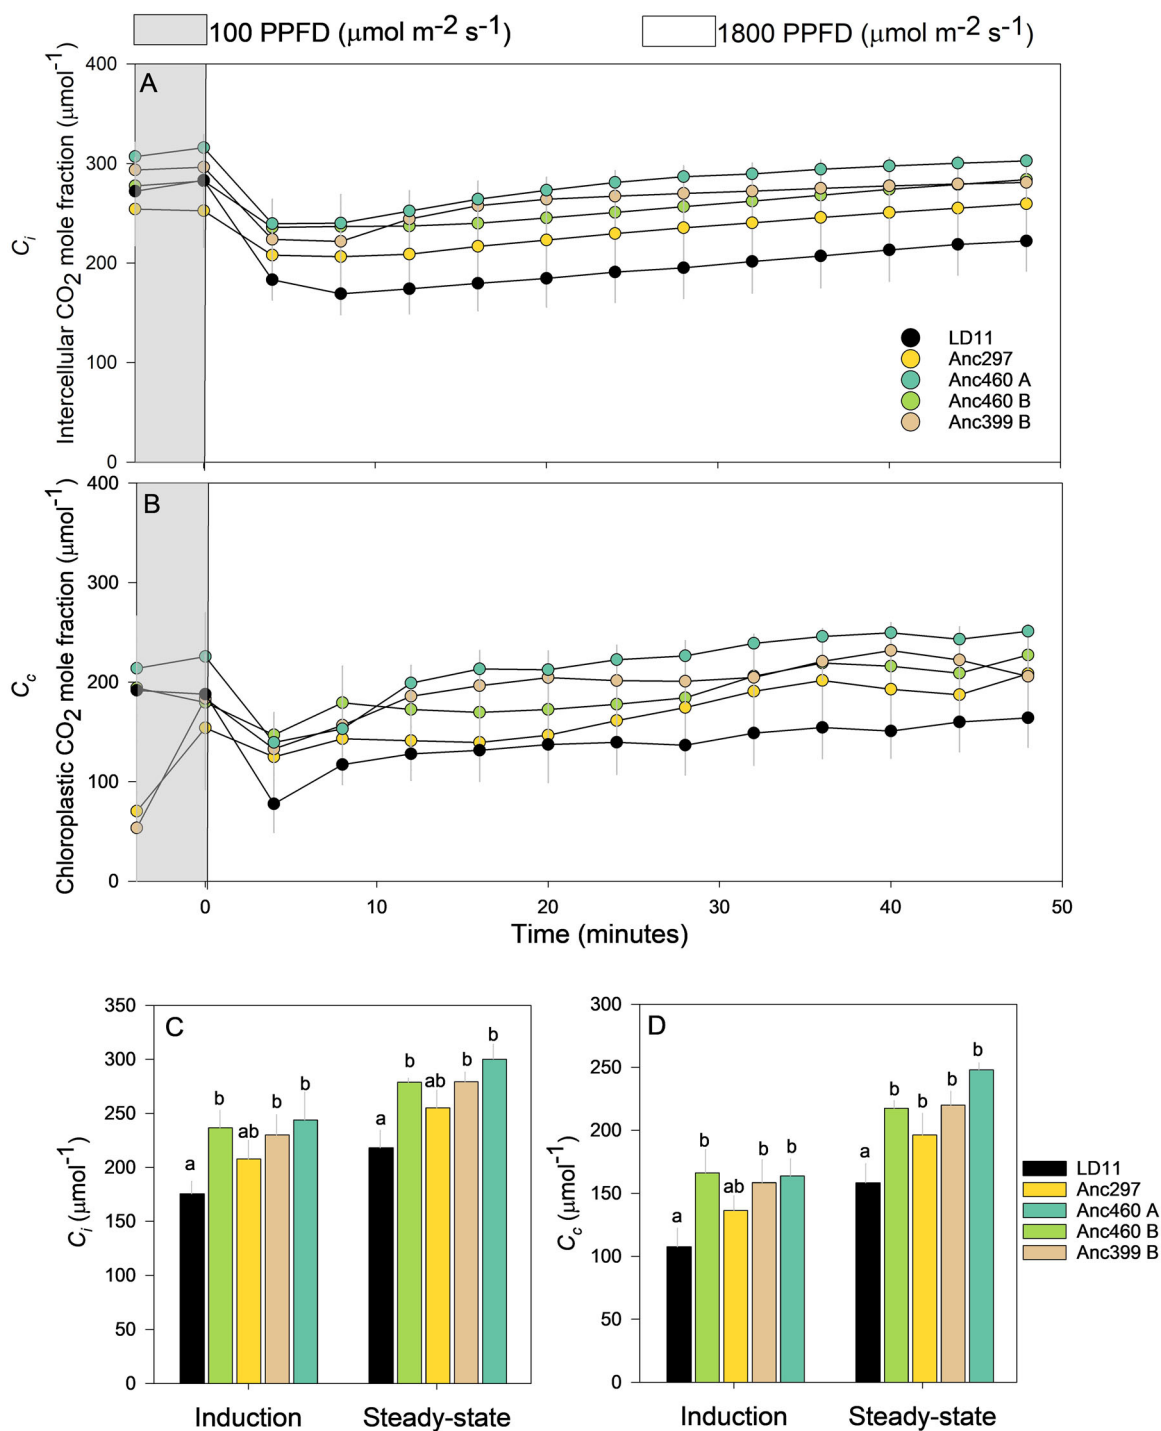 100 PPFD (μmol m-2 s-1)
1800 PPFD (μmol m-2 s-1)
A
Ci
Intercellular CO2 mole fraction (μmol-1)
400
300
200
100
0
LD11
Anc297
Anc460 A
Anc460 B
Anc399 B
B
Cc
Chloroplastic CO2 mole fraction (μmol-1)
400
300
200
100
0
0 10 20 30 40 50
Time (minutes)
C
Ci (μmol-1)
350
300
250
200
150
100
50
0
a b ab b b
a b ab b b
Induction Steady-state
D
Cc (μmol-1)
300
250
200
150
100
50
0
a b ab b b
a b b b b
Induction Steady-state
LD11
Anc297
Anc460 A
Anc460 B
Anc399 B